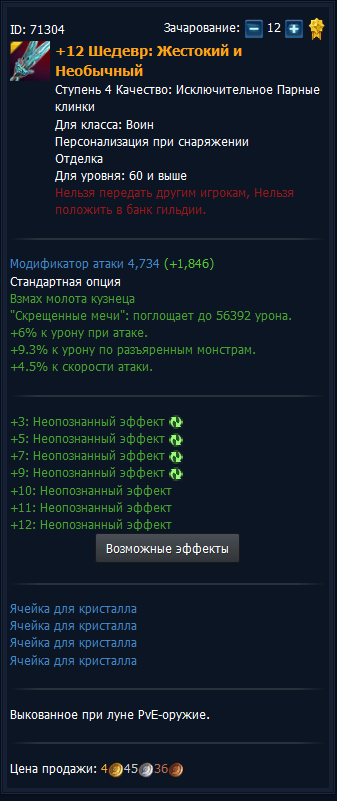 ID: 71304 Зачарование: 12
+12 Шедевр: Жестокий и
Необычный
Ступень 4 Качество: Исключительное Парные
клинки
Для класса: Воин
Персонализация при снаряжении
Отделка
Для уровня: 60 и выше
Нельзя передать другим игрокам, Нельзя
положить в банк гильдии.
Модификатор атаки 4,734 (+1,846)
Стандартная опция
Взмах молота кузнеца
"Скрещенные мечи": поглощает до 56392 урона.
+6% к урону при атаке.
+9.3% к урону по разъяренным монстрам.
+4.5% к скорости атаки.
+3: Неопознанный эффект
+5: Неопознанный эффект
+7: Неопознанный эффект
+9: Неопознанный эффект
+10: Неопознанный эффект
+11: Неопознанный эффект
+12: Неопознанный эффект
Возможные эффекты
Ячейка для кристалла
Ячейка для кристалла
Ячейка для кристалла
Ячейка для кристалла
Выкованное при луне PvE-оружие.
Цена продажи: 4 45 36